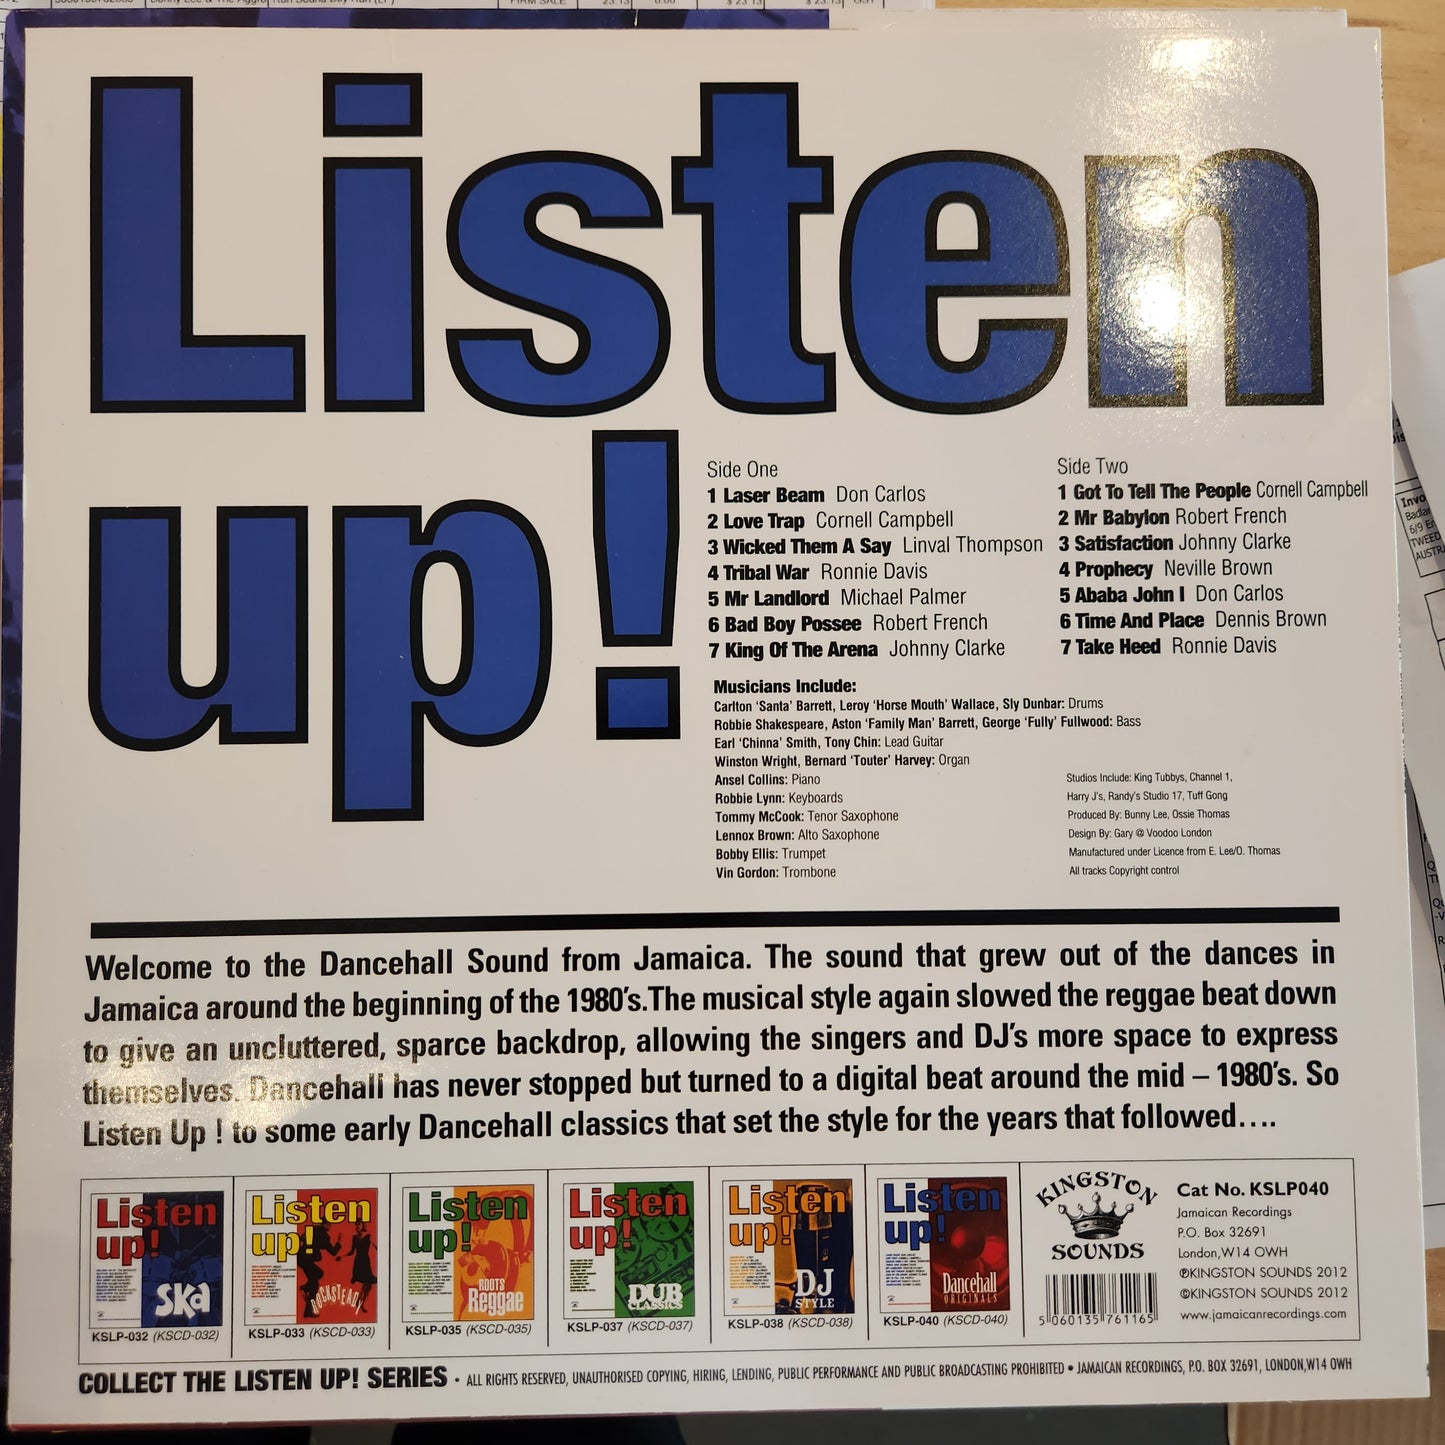 Danny Lee & The Aggro
FIRM SALE
Listen
up!
Side One
1 Laser Beam Don Carlos
2 Love Trap Cornell Campbell
3 Wicked Them A Say Linval Thompson
4 Tribal War Ronnie Davis
5 Mr Landlord Michael Palmer
6 Bad Boy Possee Robert French
7 King Of The Arena Johnny Clarke
Side Two
1 Got To Tell The People Cornell Campbell
2 Mr Babylon Robert French
3 Satisfaction Johnny Clarke
4 Prophecy Neville Brown
5 Ababa John I Don Carlos
6 Time And Place Dennis Brown
7 Take Heed Ronnie Davis
Musicians Include:
Carlton 'Santa' Barrett, Leroy 'Horse Mouth' Wallace, Sly Dunbar: Drums
Robbie Shakespeare, Aston 'Family Man' Barrett, George 'Fully' Fullwood: Bass
Earl 'Chinna' Smith, Tony Chin: Lead Guitar
Winston Wright, Bernard 'Touter' Harvey: Organ
Ansel Collins: Piano
Robbie Lynn: Keyboards
Tommy McCook: Tenor Saxophone
Lennox Brown: Alto Saxophone
Bobby Ellis: Trumpet
Vin Gordon: Trombone
Studios Include: King Tubbys, Channel 1,
Harry J's, Randy's Studio 17, Tuff Gong
Produced By: Bunny Lee, Ossie Thomas
Design By: Gary @ Voodoo London
Manufactured under Licence from E. Lee/O. Thomas
All tracks Copyright control
Welcome to the Dancehall Sound from Jamaica. The sound that grew out of the dances in
Jamaica around the beginning of the 1980's.The musical style again slowed the reggae beat down
to give an uncluttered, sparce backdrop, allowing the singers and DJ's more space to express
themselves. Dancehall has never stopped but turned to a digital beat around the mid – 1980's. So
Listen Up ! to some early Dancehall classics that set the style for the years that followed....
Listen
up!
Ska
KSLP-032 (KSCD-032)
Listen
up!
ROCKSTEADY
KSLP-033 (KSCD-033)
Listen
up!
ROOTS
Reggae
KSLP-035 (KSCD-035)
Listen
up!
DUB
CLASSICS
KSLP-037 (KSCD-037)
Listen
up!
DJ
STYLE
KSLP-038 (KSCD-038)
Listen
up!
Dancehall
ORIGINALS
KSLP-040 (KSCD-040)
KINGSTON
SOUNDS
5 060135 761165
Cat No. KSLP040
Jamaican Recordings
P.O. Box 32691
London,W14 OWH
℗KINGSTON SOUNDS 2012
©KINGSTON SOUNDS 2012
www.jamaicanrecordings.com
COLLECT THE LISTEN UP! SERIES • ALL RIGHTS RESERVED, UNAUTHORISED COPYING, HIRING, LENDING, PUBLIC PERFORMANCE AND PUBLIC BROADCASTING PROHIBITED • JAMAICAN RECORDINGS, P.O. BOX 32691, LONDON,W14 OWH